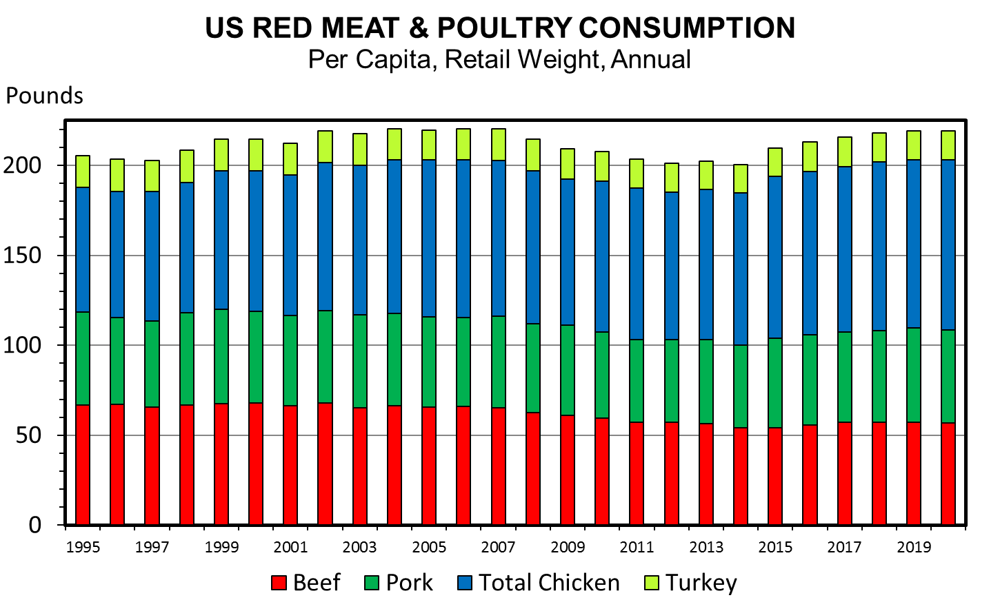 US RED MEAT & POULTRY CONSUMPTION
Per Capita, Retail Weight, Annual
Pounds
200
150
100
50
0
1995 1997 1999 2001 2003 2005 2007 2009 2011 2013 2015 2017 2019
Beef Pork Total Chicken Turkey